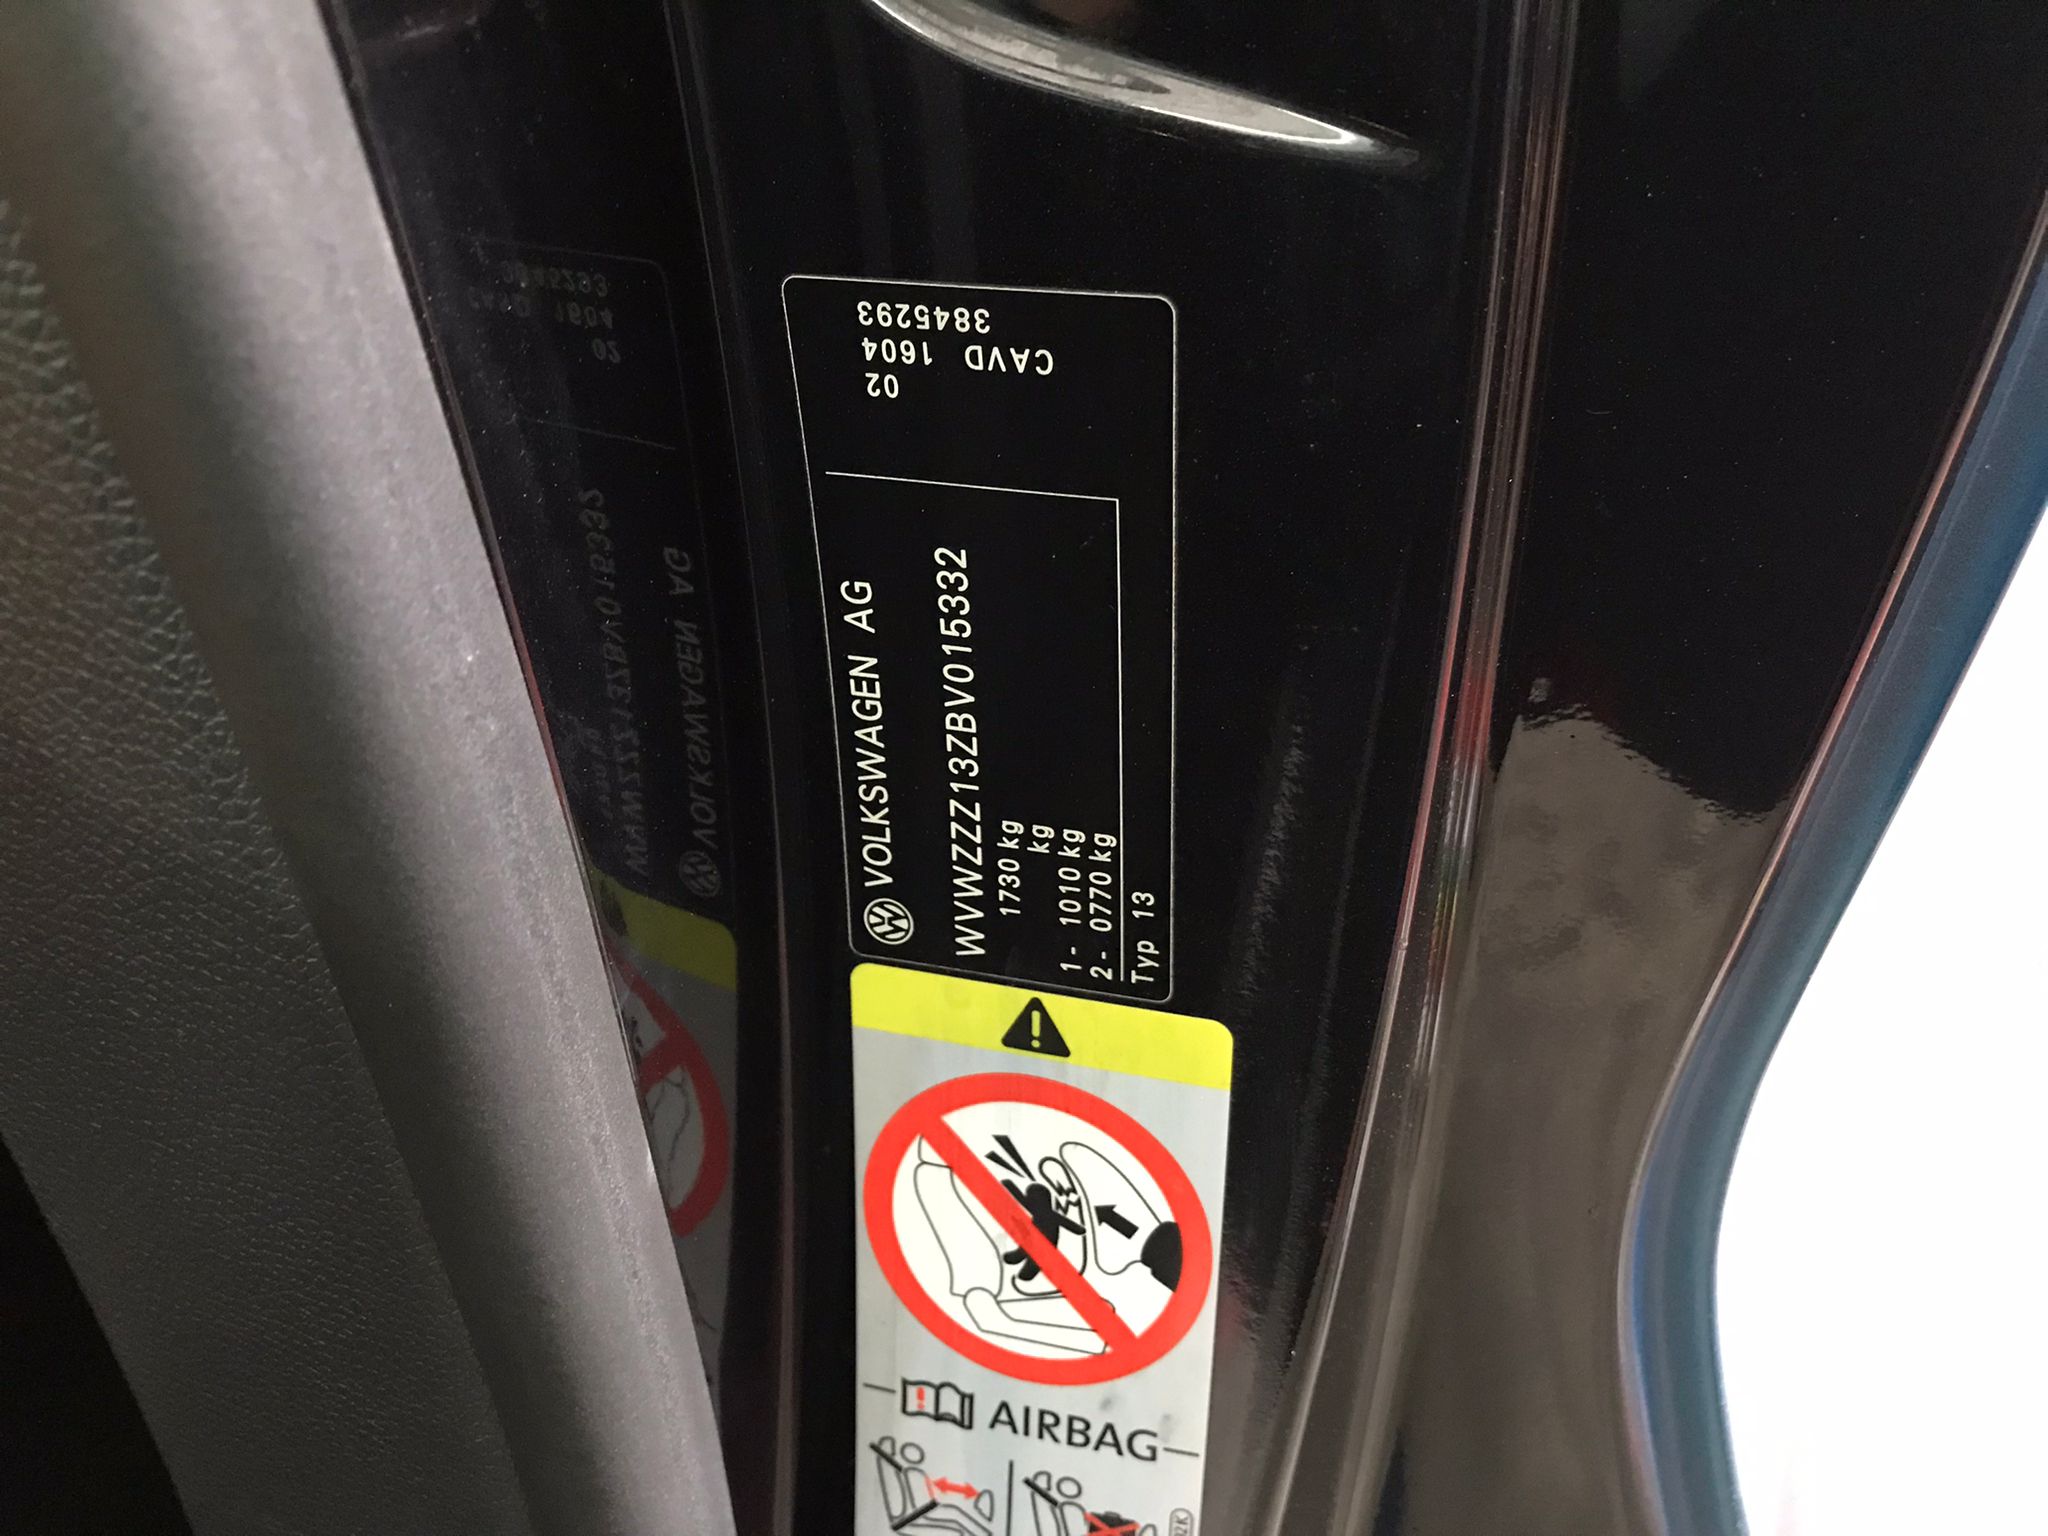 VOLKSWAGEN AG
WVWZZZ13ZBV015332
1730 kg
kg
1- 1010 kg
2- 0770 kg
Typ 13
02
CAVD 1604
3845293
AIRBAG